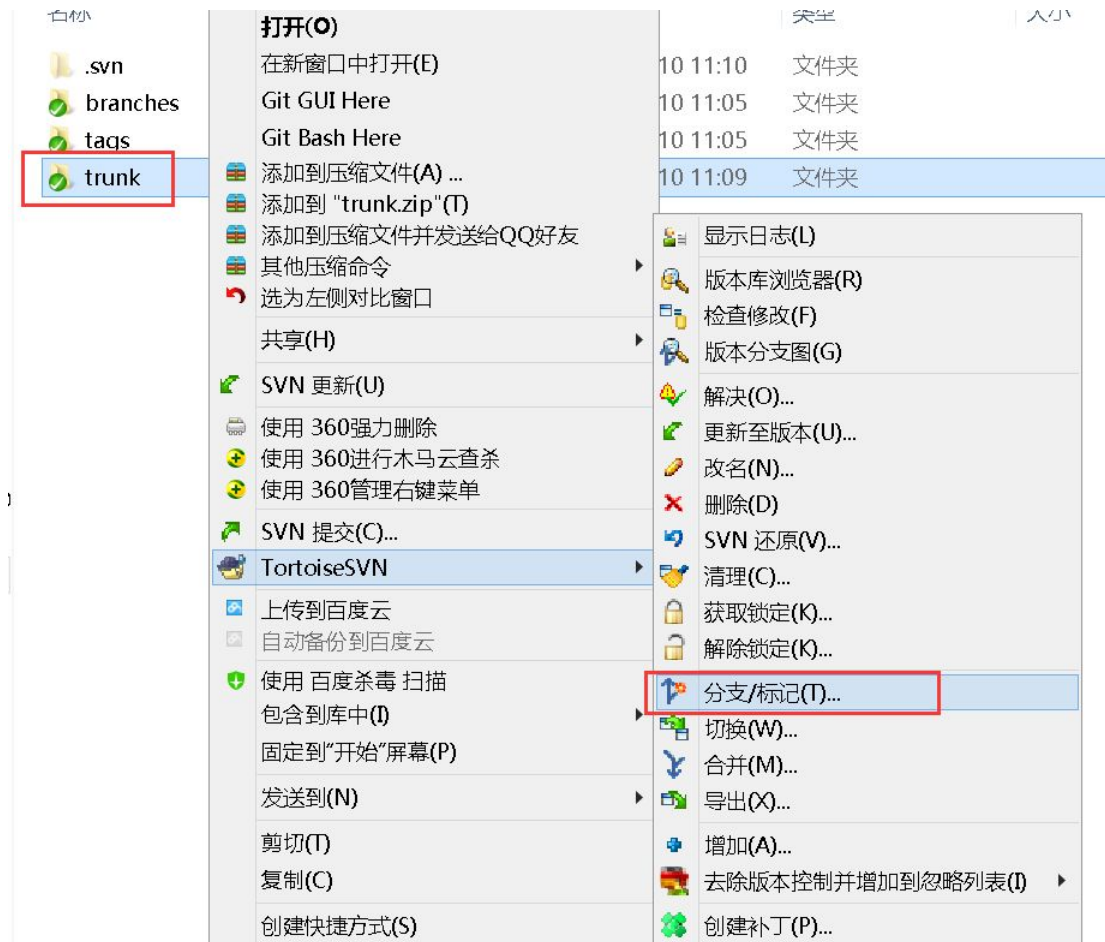 名称
类型
大小
.svn
10 11:10
文件夹
branches
10 11:05
文件夹
tags
10 11:05
文件夹
trunk
10 11:09
文件夹
打开(O)
在新窗口中打开(E)
Git GUI Here
Git Bash Here
添加到压缩文件(A) ...
添加到 "trunk.zip"(T)
添加到压缩文件并发送给QQ好友
其他压缩命令
选为左侧对比窗口
共享(H)
SVN 更新(U)
使用 360强力删除
使用 360进行木马云查杀
使用 360管理右键菜单
SVN 提交(C)...
TortoiseSVN
上传到百度云
自动备份到百度云
使用 百度杀毒 扫描
包含到库中(I)
固定到"开始"屏幕(P)
发送到(N)
剪切(T)
复制(C)
创建快捷方式(S)
显示日志(L)
版本库浏览器(R)
检查修改(F)
版本分支图(G)
解决(O)...
更新至版本(U)...
改名(N)...
删除(D)
SVN 还原(V)...
清理(C)...
获取锁定(K)...
解除锁定(K)...
分支/标记(T)...
切换(W)...
合并(M)...
导出(X)...
增加(A)...
去除版本控制并增加到忽略列表(I)
创建补丁(P)...